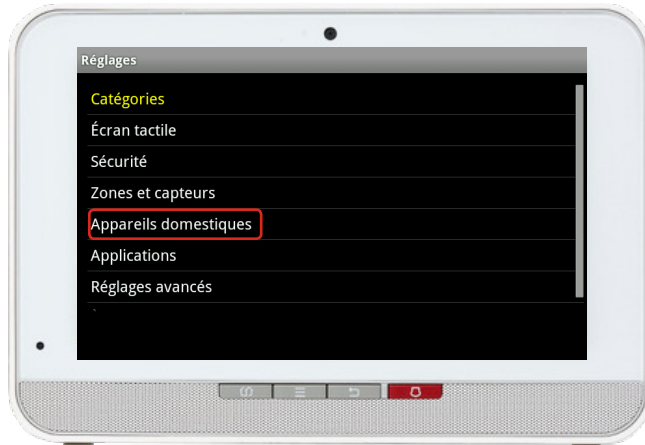 Réglages
Catégories
Écran tactile
Sécurité
Zones et capteurs
Appareils domestiques
Applications
Réglages avancés